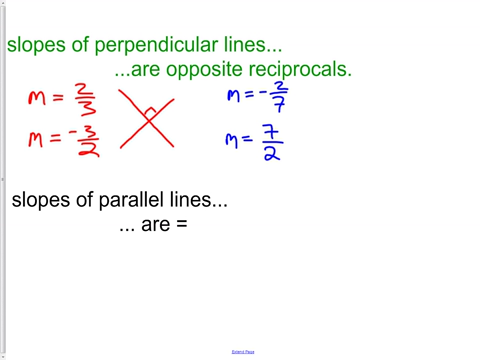 slopes of perpendicular lines...
...are opposite reciprocals.
m = 2/3
m = -3/2
m = -2/7
m = 7/2
slopes of parallel lines...
... are =
Extend Page